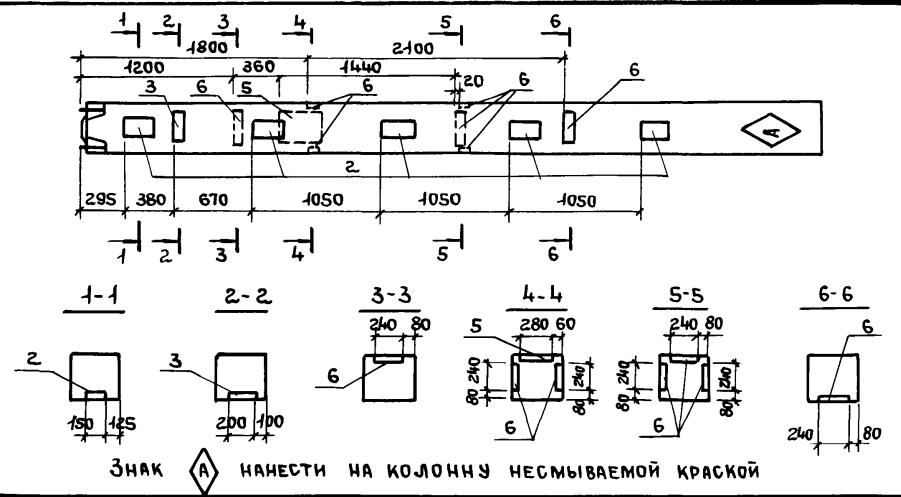 1 2 3 4 5 6
1800 2100
1200 360 1440 20
3 6 5 6 6 6
А
2
295 380 670 1050 1050 1050
1 2 3 4 5 6
1-1 2-2 3-3 4-4 5-5 6-6
240 80 280 60 240 80
2 3 6 5 6
240 80 240 80 240 80 240 80
150 125 200 100 6 6 240 80
ЗНАК А НАНЕСТИ НА КОЛОННУ НЕСМЫВАЕМОЙ КРАСКОЙ